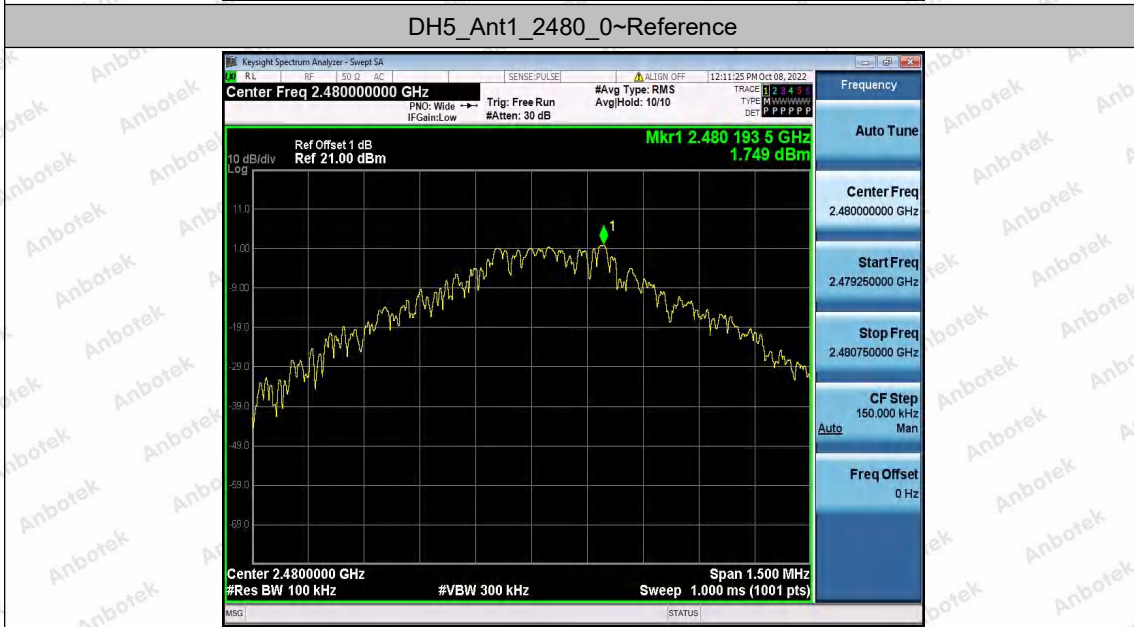 DH5_Ant1_2480_0~Reference
Keysight Spectrum Analyzer - Swept SA
LXI RL RF 50 Ω AC SENSE:PULSE ALIGN OFF 12:11:25 PM Oct 08, 2022
Center Freq 2.480000000 GHz
PNO: Wide
IFGain:Low
Trig: Free Run
#Atten: 30 dB
#Avg Type: RMS
Avg|Hold: 10/10
TRACE 1 2 3 4 5 6
TYPE MWWWWW
DET P P P P P P
Ref Offset 1 dB
10 dB/div Ref 21.00 dBm
Log
Mkr1 2.480 193 5 GHz
1.749 dBm
11.0
1.00
-9.00
-19.0
-29.0
-39.0
-49.0
-59.0
-69.0
1
Center 2.4800000 GHz Span 1.500 MHz
#Res BW 100 kHz #VBW 300 kHz Sweep 1.000 ms (1001 pts)
MSG STATUS
Frequency
Auto Tune
Center Freq
2.480000000 GHz
Start Freq
2.479250000 GHz
Stop Freq
2.480750000 GHz
CF Step
150.000 kHz
Auto Man
Freq Offset
0 Hz
Anbotek